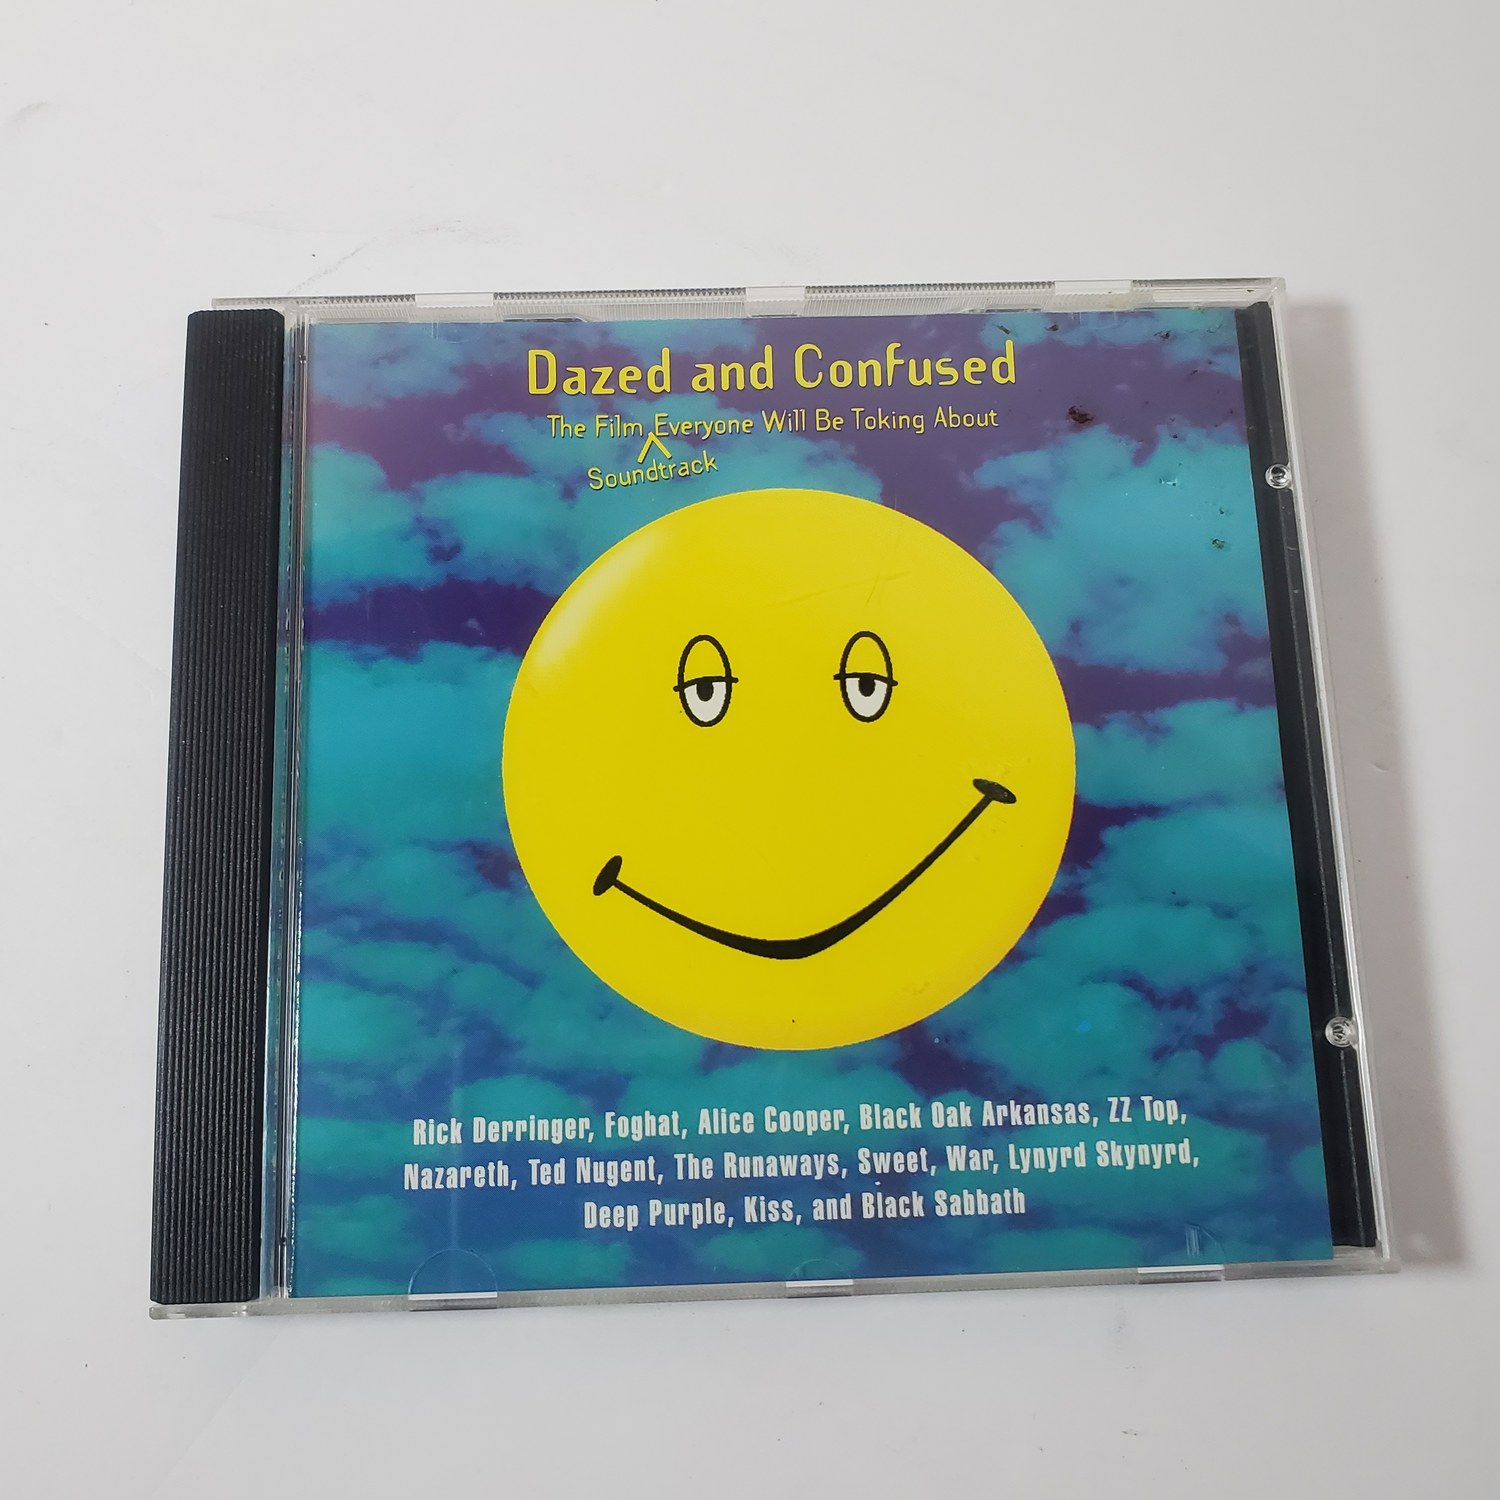 Dazed and Confused
The Film Everyone Will Be Toking About
Soundtrack
Rick Derringer, Foghat, Alice Cooper, Black Oak Arkansas, ZZ Top,
Nazareth, Ted Nugent, The Runaways, Sweet, War, Lynyrd Skynyrd,
Deep Purple, Kiss, and Black Sabbath